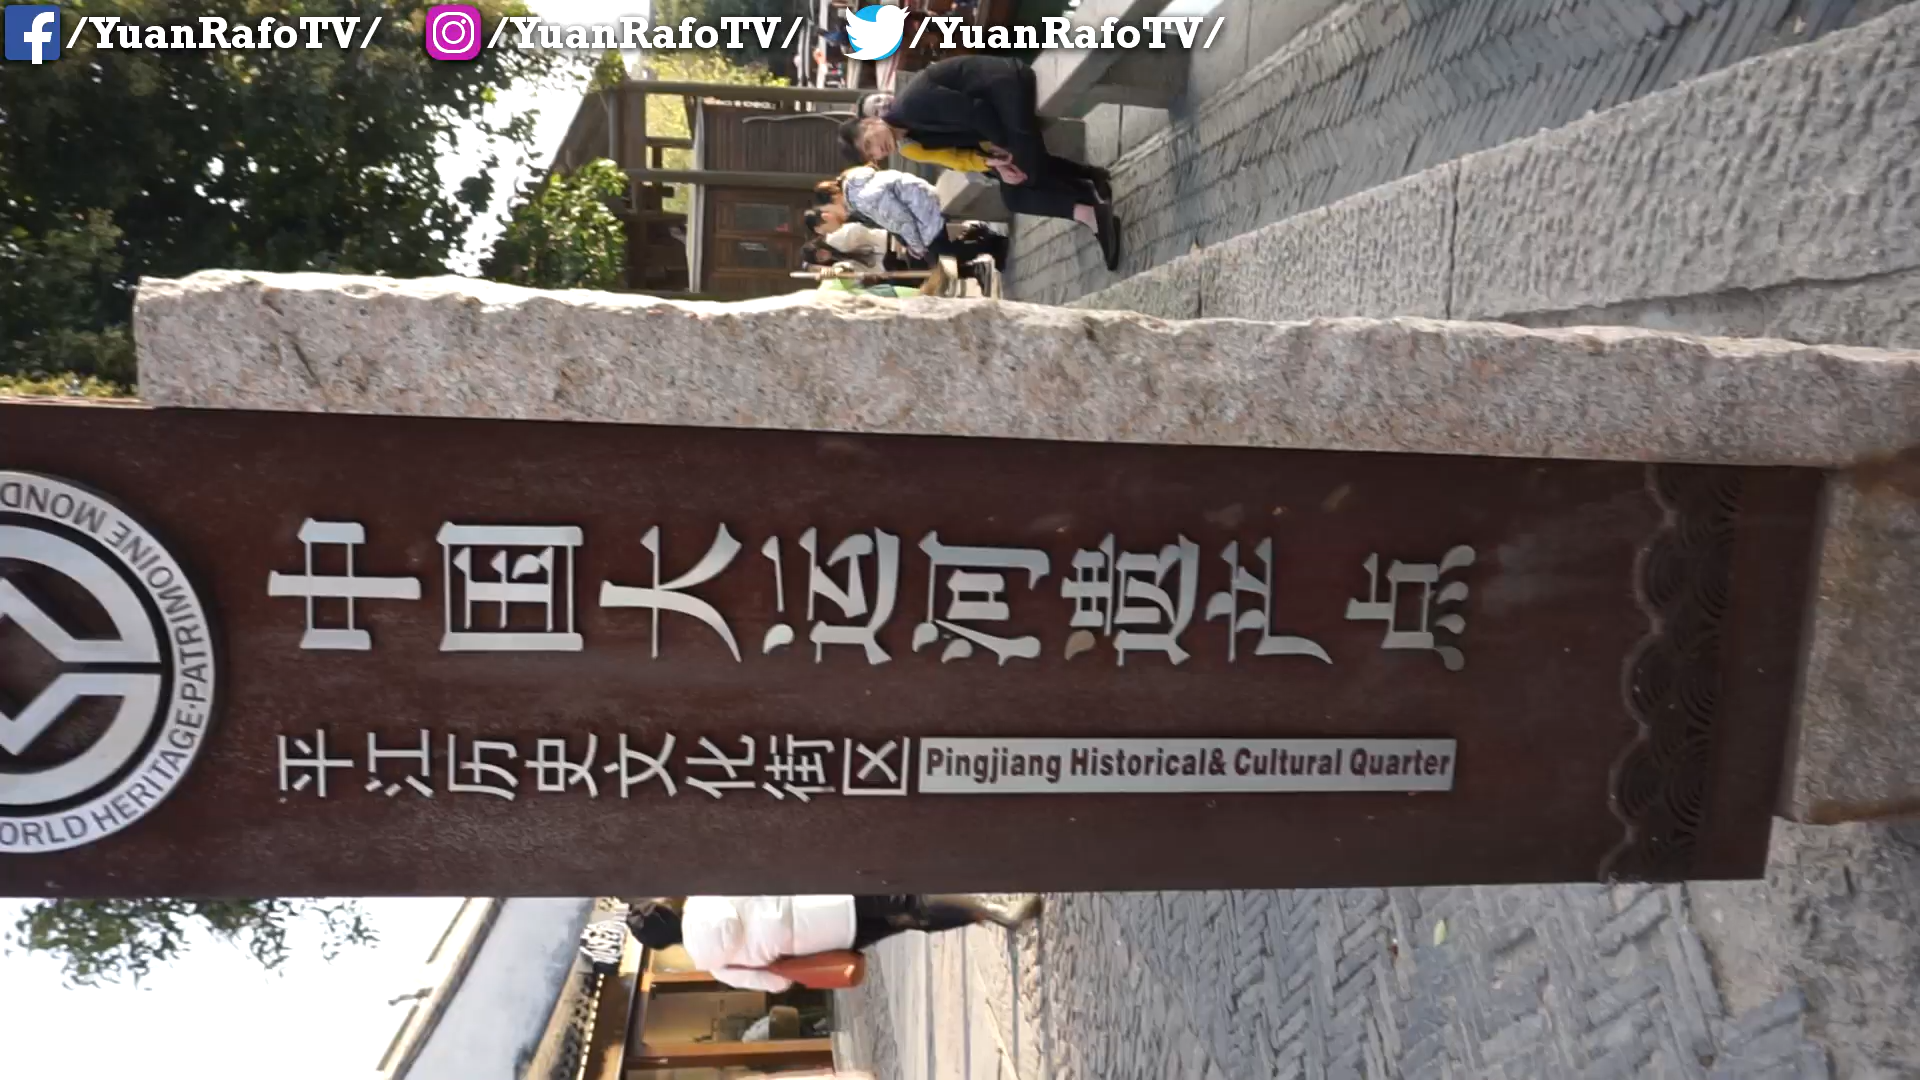 /YuanRafoTV/ /YuanRafoTV/ /YuanRafoTV/
WORLD HERITAGE·PATRIMOINE MONDIAL
中国大运河遗产点
平江历史文化街区
Pingjiang Historical& Cultural Quarter